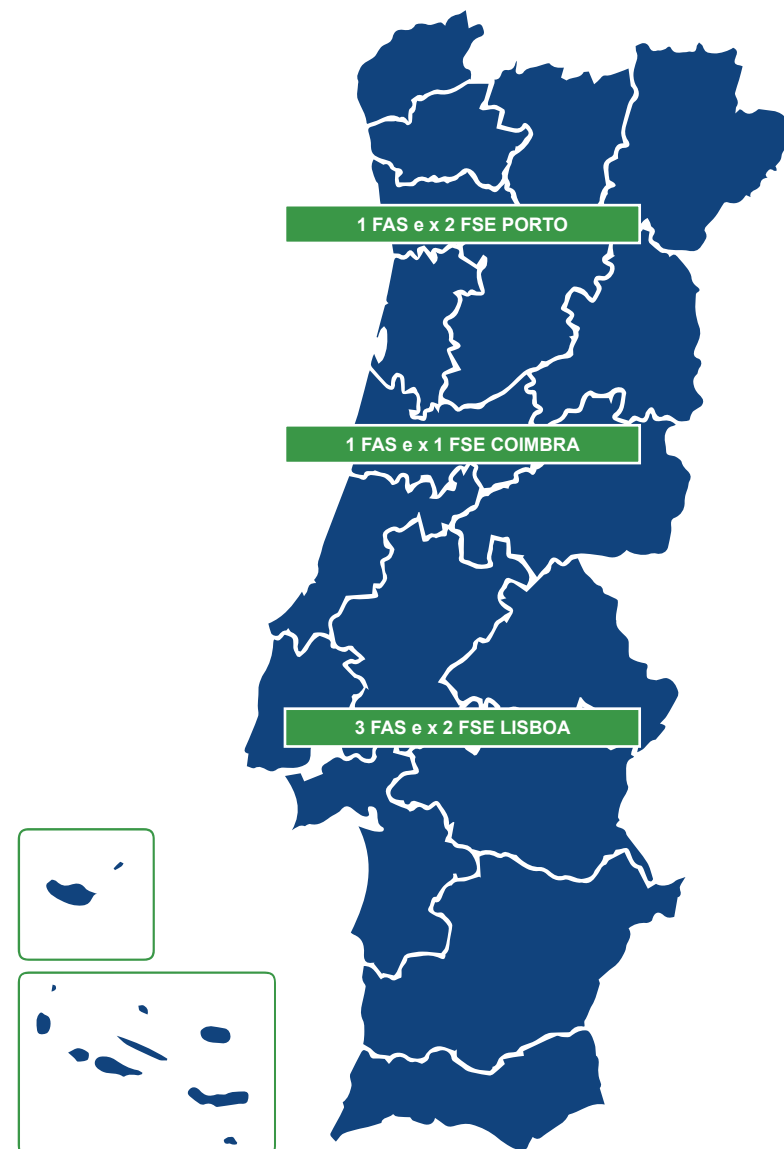 1 FAS e x 2 FSE PORTO
1 FAS e x 1 FSE COIMBRA
3 FAS e x 2 FSE LISBOA